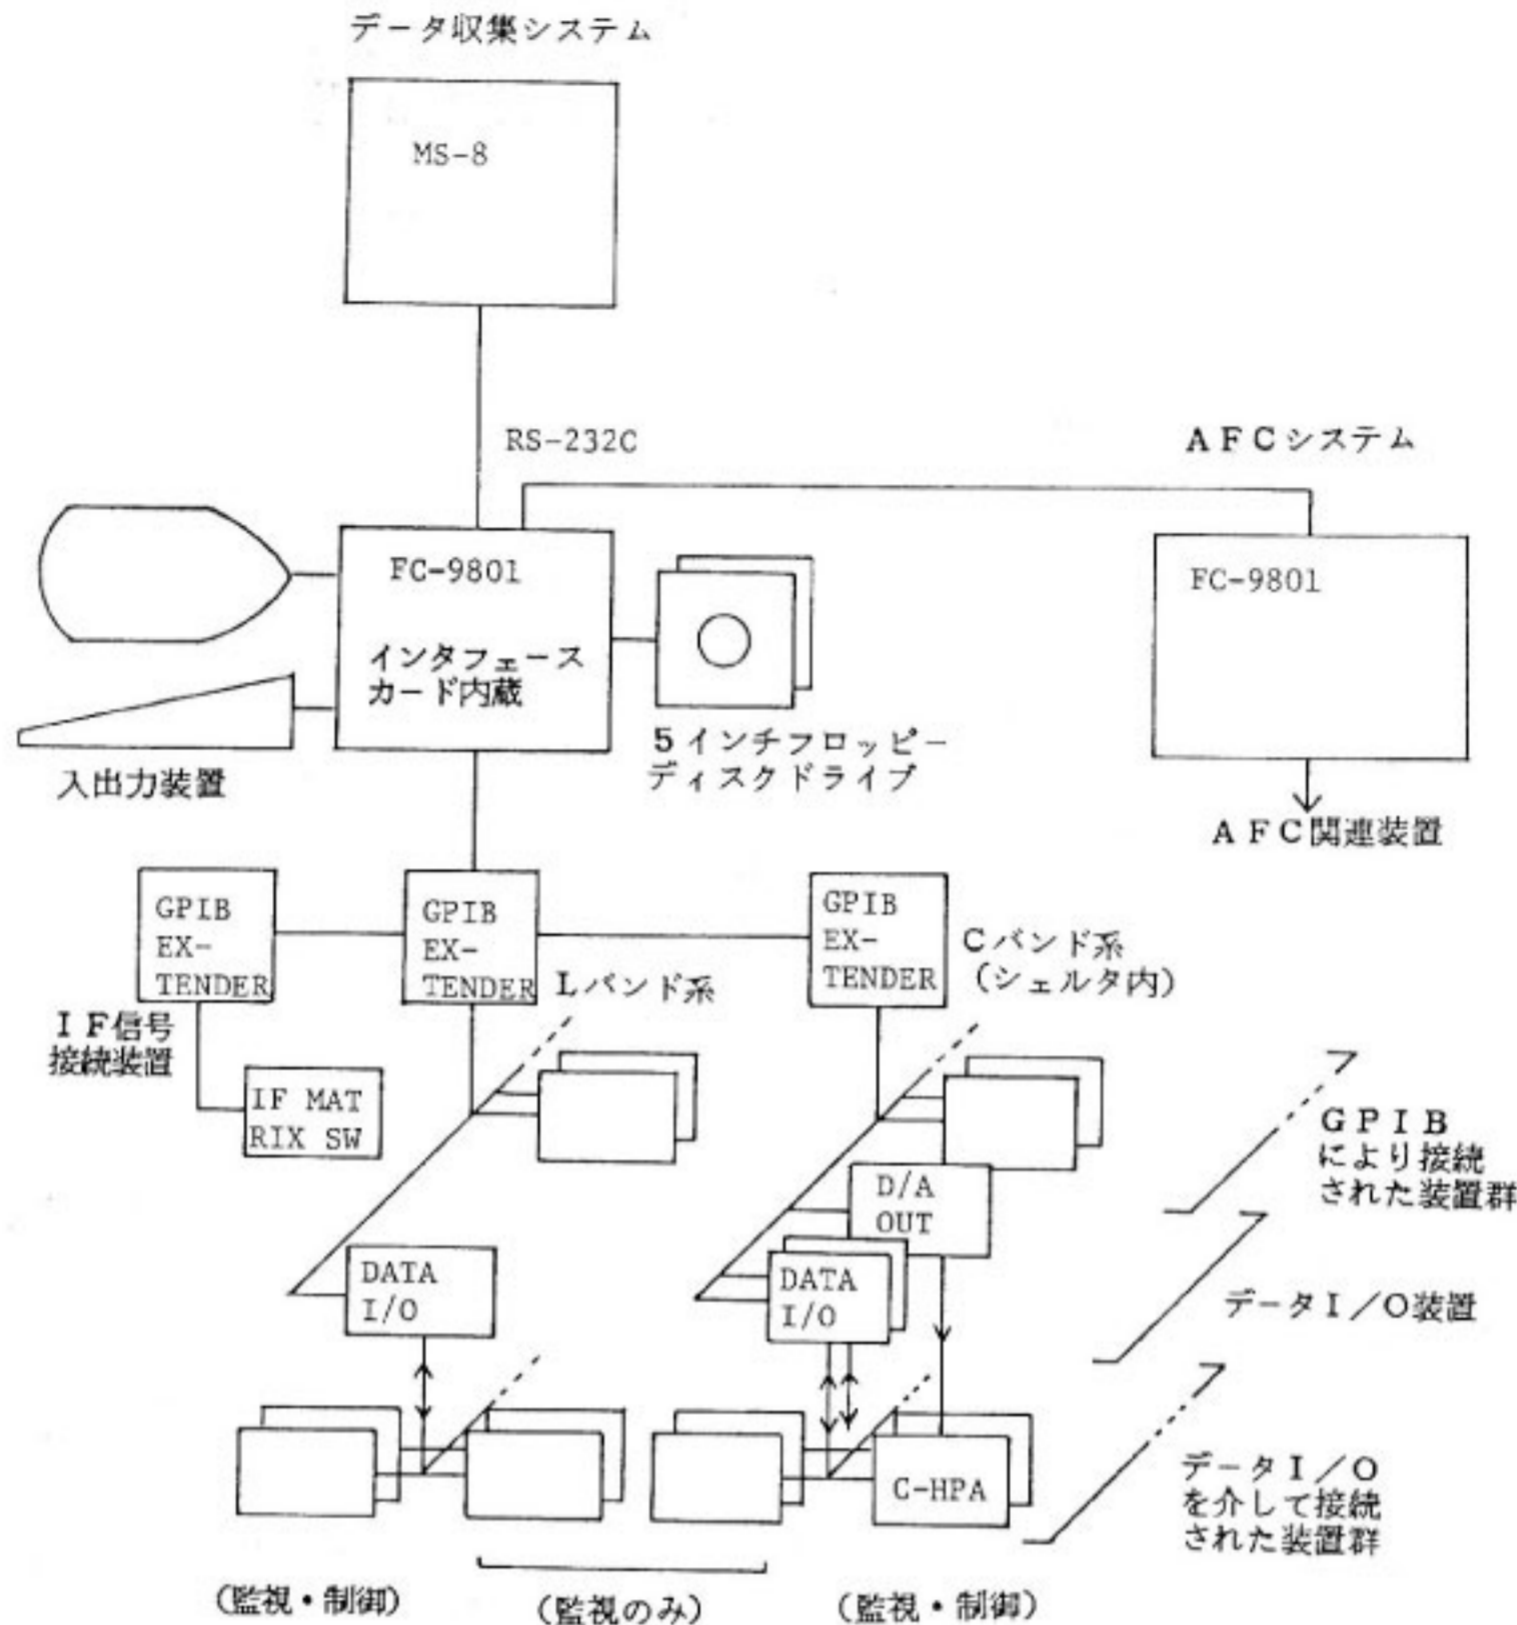 データ収集システム
MS-8
RS-232C
AFCシステム
FC-9801
インタフェース
カード内蔵
FC-9801
5インチフロッピー
ディスクドライブ
入出力装置
AFC関連装置
GPIB
EX-
TENDER
GPIB
EX-
TENDER
Lバンド系
GPIB
EX-
TENDER
Cバンド系
(シェルタ内)
IF信号
接続装置
IF MAT
RIX SW
GPIB
により接続
された装置群
D/A
OUT
DATA
I/O
DATA
I/O
データI/O装置
C-HPA
データI/O
を介して接続
された装置群
(監視・制御)
(監視のみ)
(監視・制御)